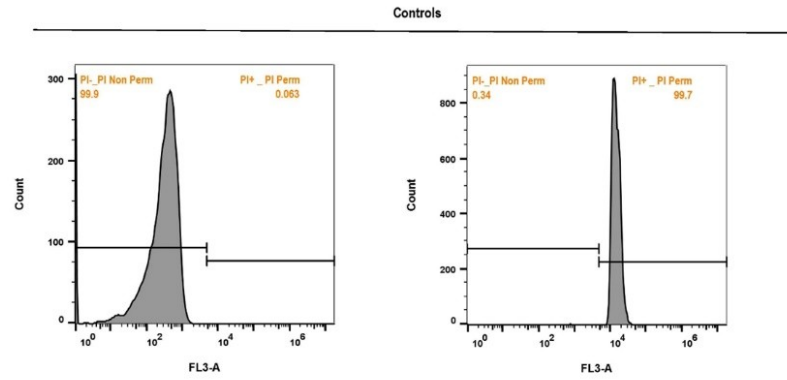 Controls
PI-_PI Non Perm
99.9
PI+ _ PI Perm
0.063
Count
300
200
100
0
10^0
10^2
10^4
10^6
FL3-A
PI-_PI Non Perm
0.34
PI+ _ PI Perm
99.7
Count
800
600
400
200
0
10^0
10^2
10^4
10^6
FL3-A